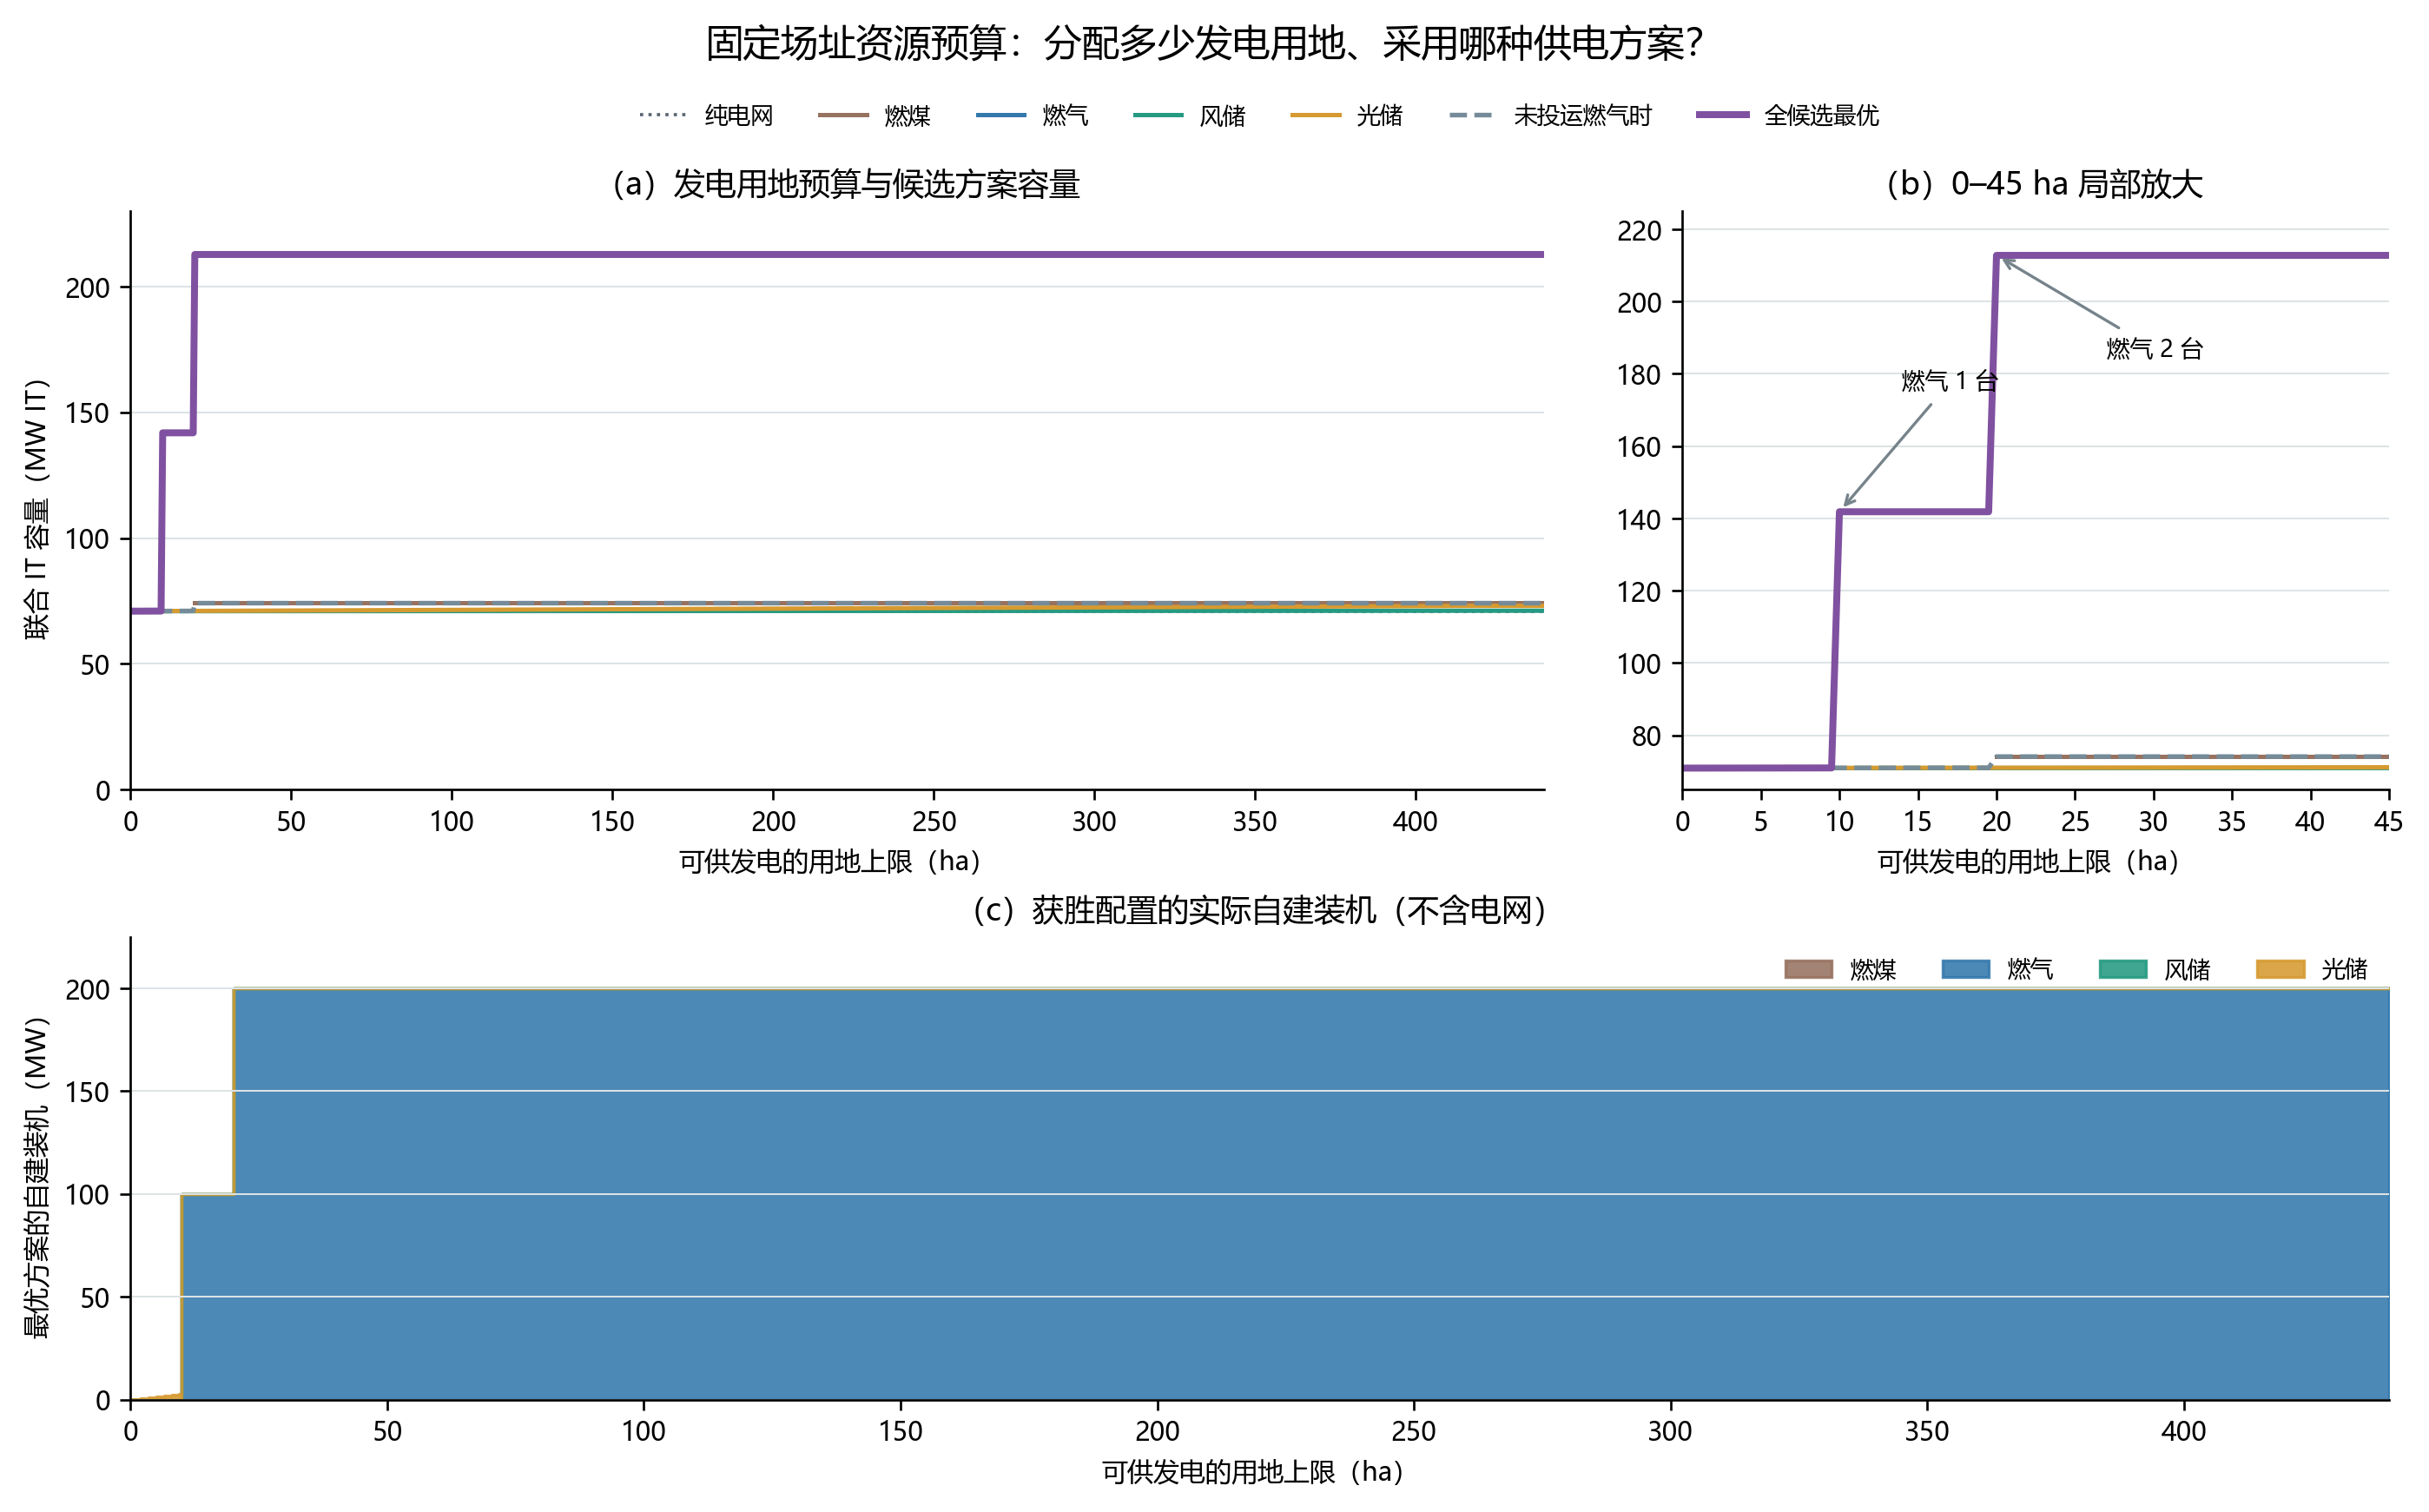 固定场址资源预算：分配多少发电用地、采用哪种供电方案？
纯电网 燃煤 燃气 风储 光储 未投运燃气时 全候选最优
（a）发电用地预算与候选方案容量
联合 IT 容量（MW IT）
200
150
100
50
0
0 50 100 150 200 250 300 350 400
可供发电的用地上限（ha）
（b）0–45 ha 局部放大
220
200
180
160
140
120
100
80
燃气 2 台
燃气 1 台
0 5 10 15 20 25 30 35 40 45
可供发电的用地上限（ha）
（c）获胜配置的实际自建装机（不含电网）
燃煤 燃气 风储 光储
最优方案的自建装机（MW）
200
150
100
50
0
0 50 100 150 200 250 300 350 400
可供发电的用地上限（ha）